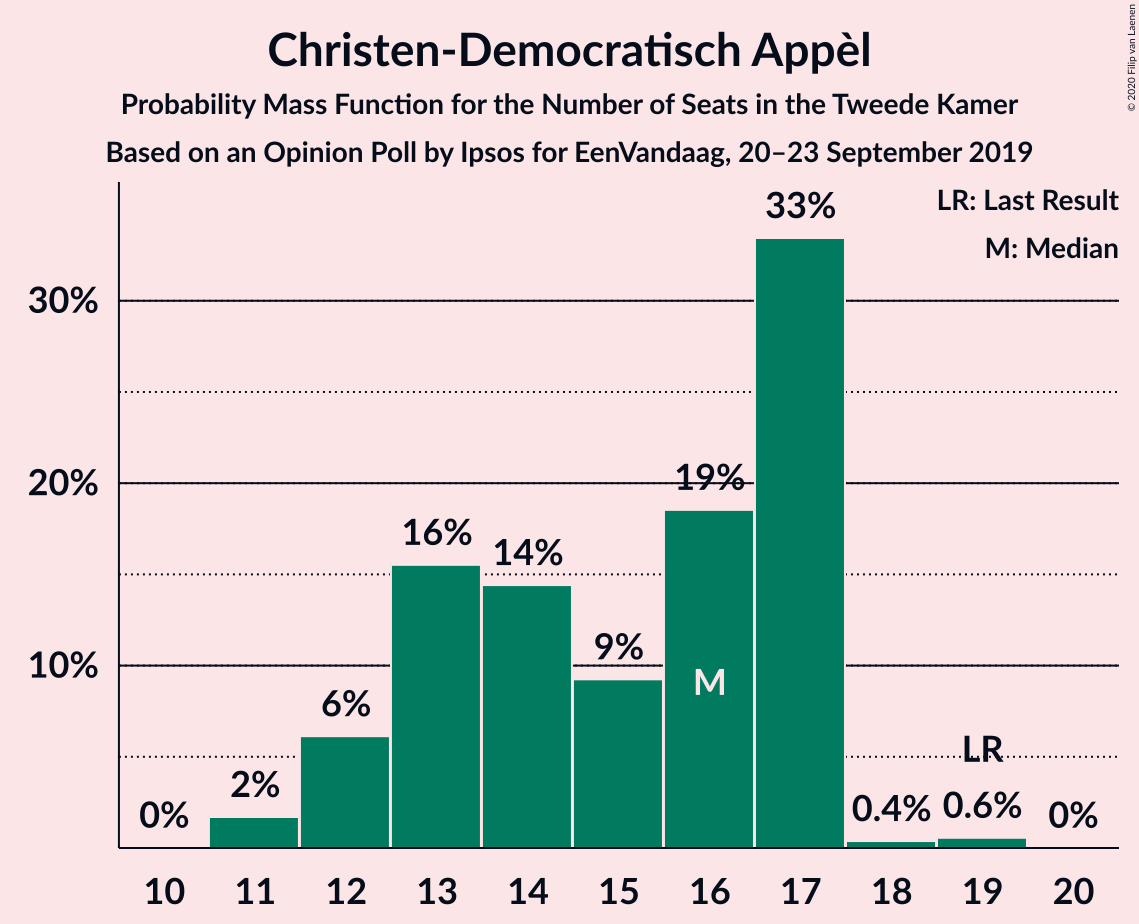 Christen-Democratisch Appèl
Probability Mass Function for the Number of Seats in the Tweede Kamer
Based on an Opinion Poll by Ipsos for EenVandaag, 20–23 September 2019
© 2020 Filip van Laenen
LR: Last Result
M: Median
30%
20%
10%
0%
2%
6%
16%
14%
9%
19%
33%
0.4%
0.6%
0%
M
LR
10 11 12 13 14 15 16 17 18 19 20